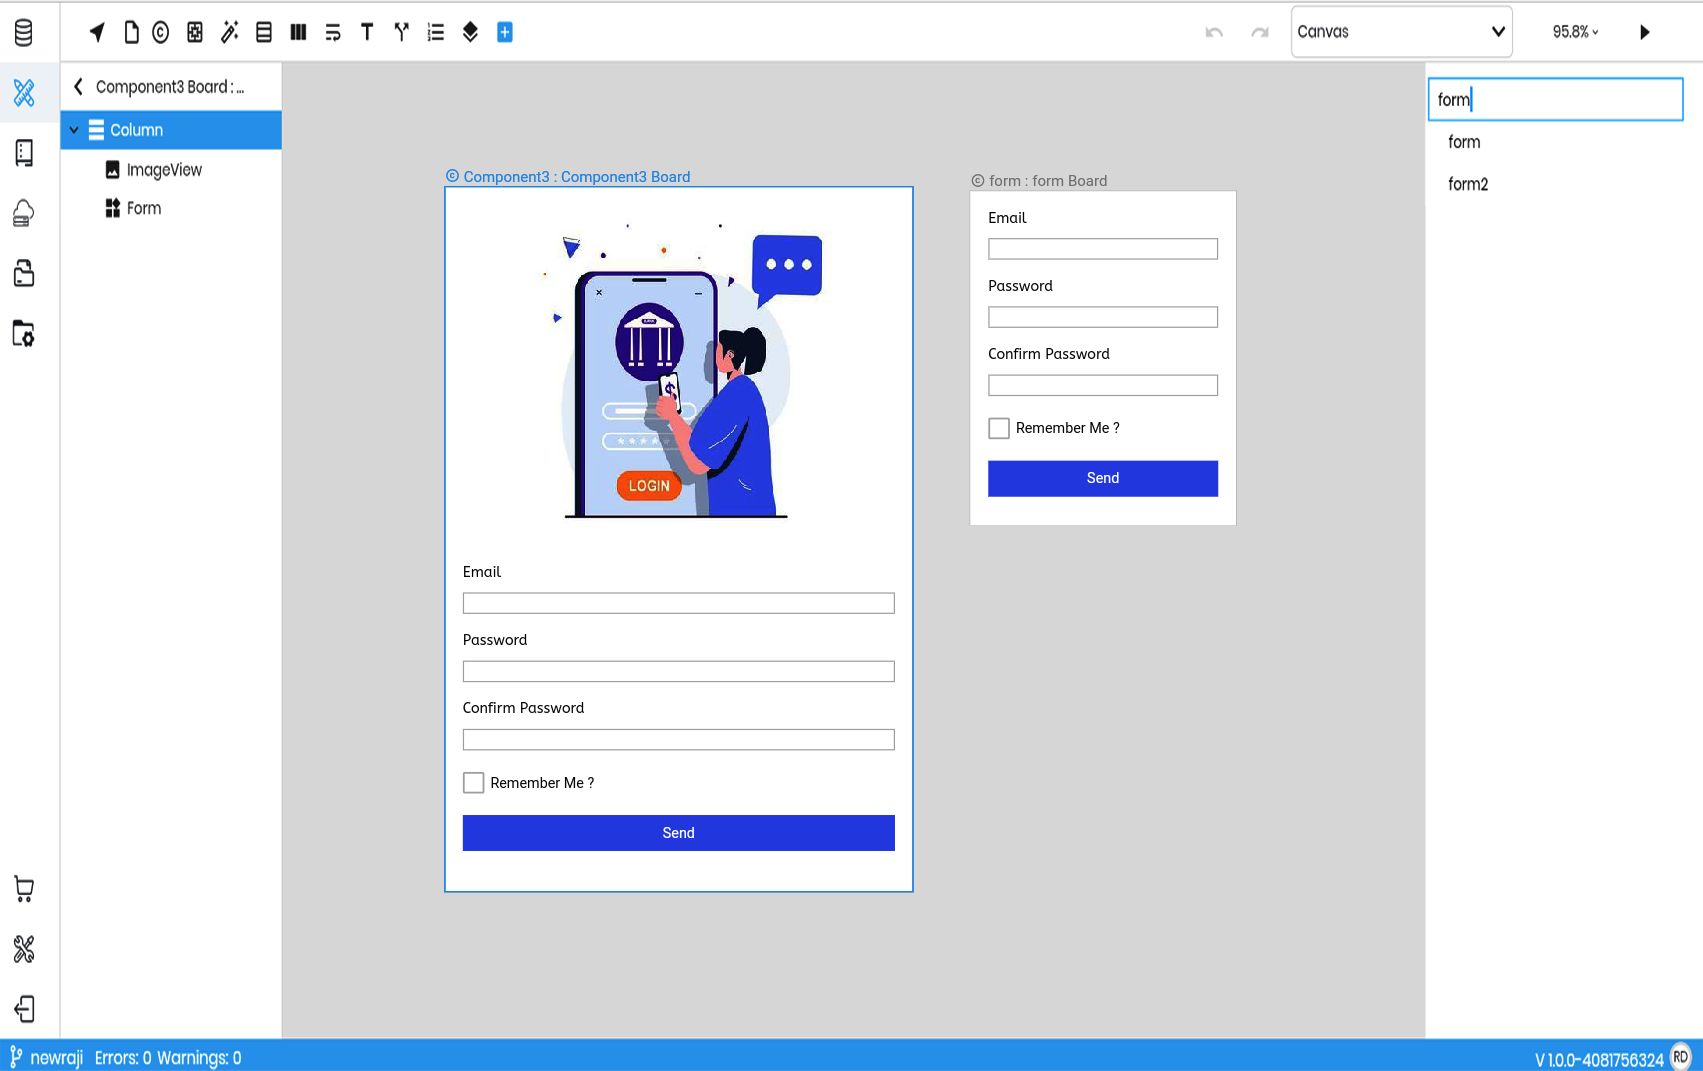 Canvas
95.8%
Component3 Board : ...
Column
ImageView
Form
form
form
form2
© Component3 : Component3 Board
LOGIN
Email
Password
Confirm Password
Remember Me ?
Send
© form : form Board
Email
Password
Confirm Password
Remember Me ?
Send
newraji Errors: 0 Warnings: 0
V 1.0.0-4081756324 RD